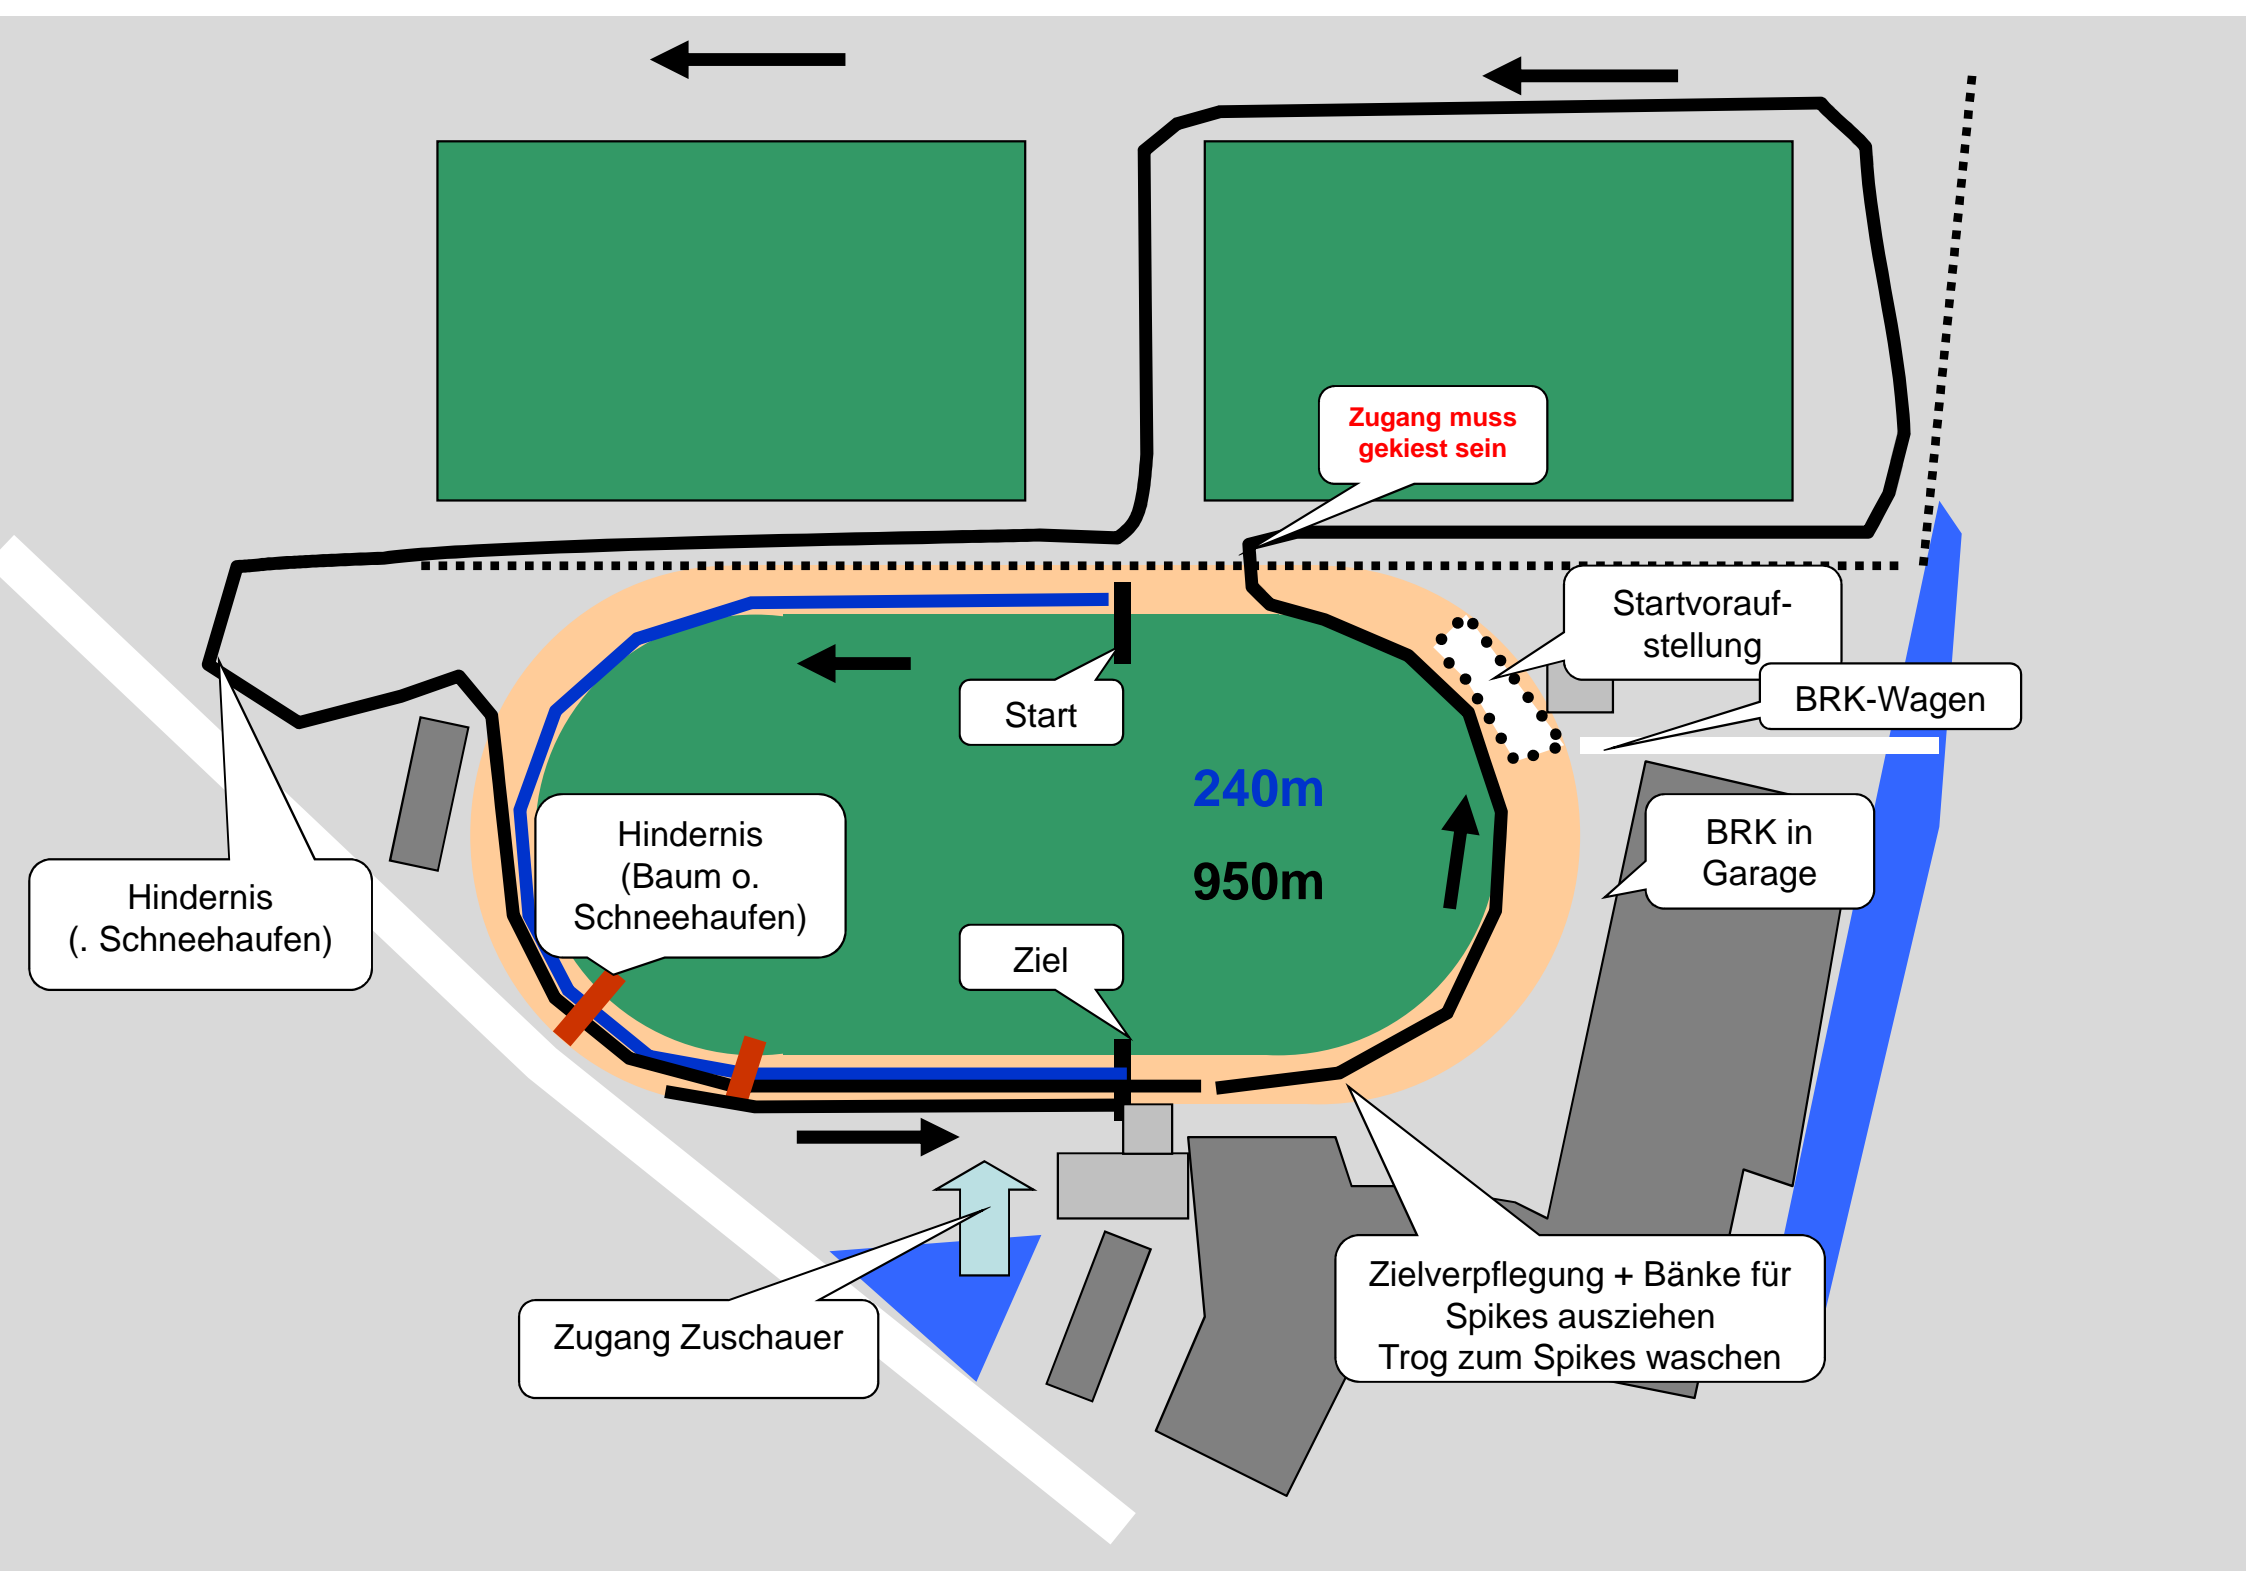 Zugang muss
gekiest sein
Startvorauf-
stellung
BRK-Wagen
Start
240m
950m
Hindernis
(Baum o.
Schneehaufen)
BRK in
Garage
Hindernis
(. Schneehaufen)
Ziel
Zugang Zuschauer
Zielverpflegung + Bänke für
Spikes ausziehen
Trog zum Spikes waschen